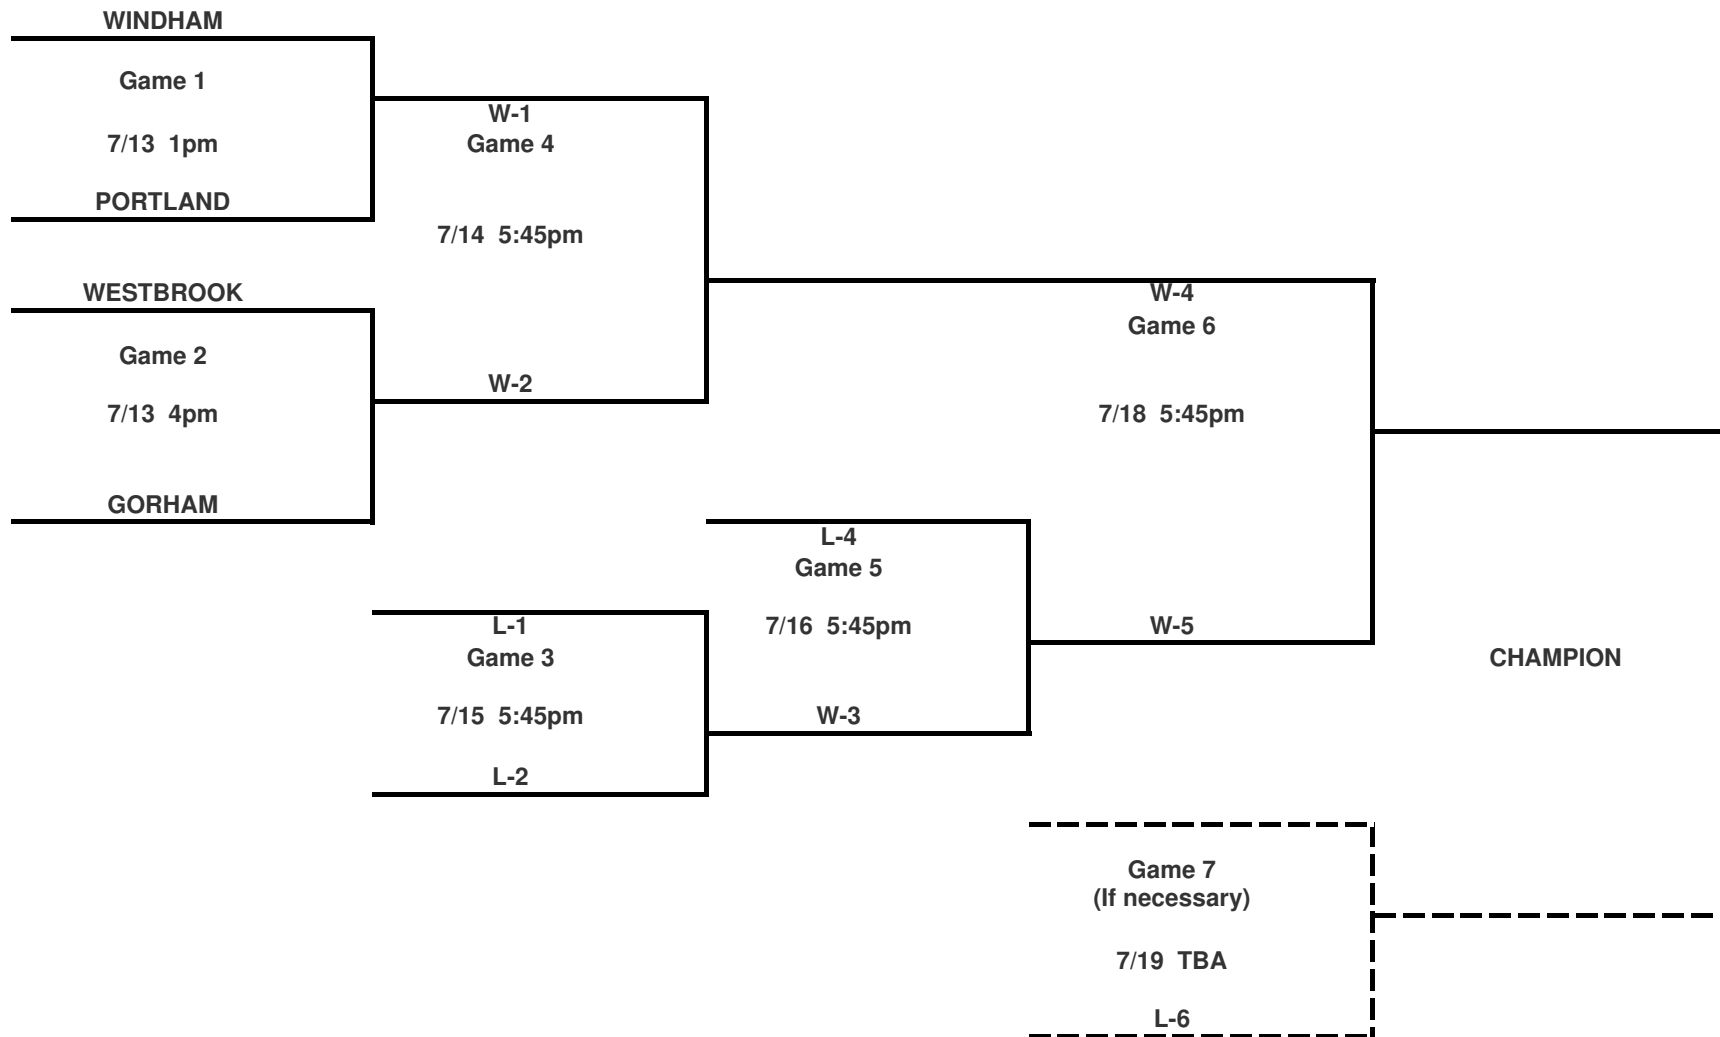 WINDHAM
Game 1
7/13 1pm
PORTLAND
W-1
Game 4
7/14 5:45pm
W-2
WESTBROOK
Game 2
7/13 4pm
GORHAM
W-4
Game 6
7/18 5:45pm
W-5
L-4
Game 5
7/16 5:45pm
W-3
L-1
Game 3
7/15 5:45pm
L-2
CHAMPION
Game 7
(If necessary)
7/19 TBA
L-6